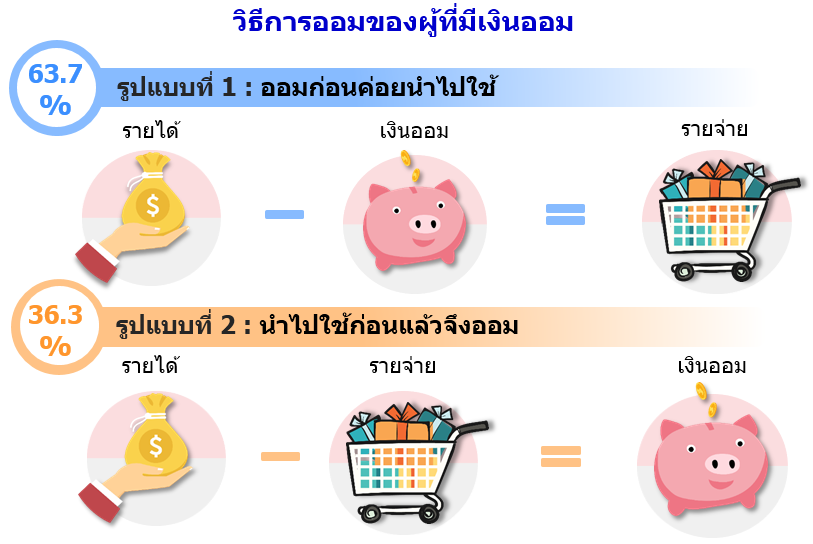 วิธีการออมของผู้ที่มีเงินออม
63.7
%
รูปแบบที่ 1 : ออมก่อนค่อยนำไปใช้
รายได้ เงินออม รายจ่าย
$
36.3
%
รูปแบบที่ 2 : นำไปใช้ก่อนแล้วจึงออม
รายได้ รายจ่าย เงินออม
$